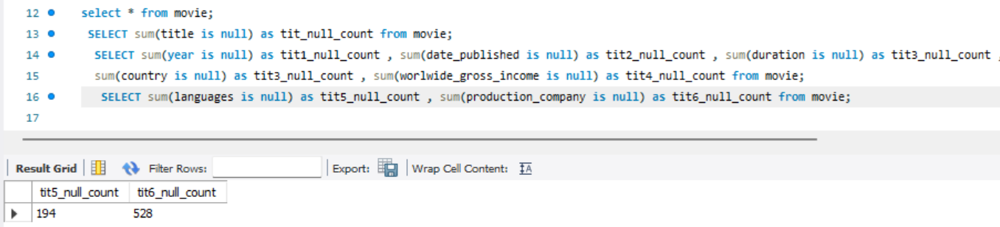 12 select * from movie;
13 SELECT sum(title is null) as tit_null_count from movie;
14 SELECT sum(year is null) as tit1_null_count , sum(date_published is null) as tit2_null_count , sum(duration is null) as tit3_null_count ,
15 sum(country is null) as tit3_null_count , sum(worlwide_gross_income is null) as tit4_null_count from movie;
16 SELECT sum(languages is null) as tit5_null_count , sum(production_company is null) as tit6_null_count from movie;
17
Result Grid Filter Rows: Export: Wrap Cell Content: IA
tit5_null_count tit6_null_count
194 528